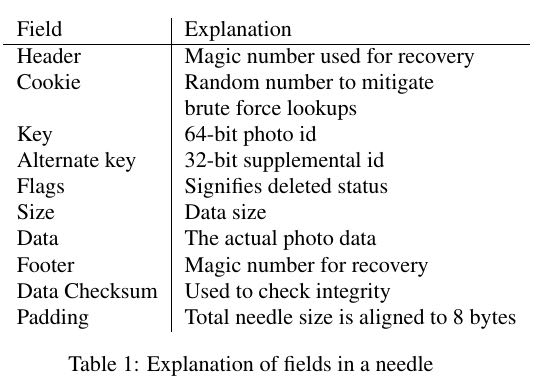 Field Explanation
Header Magic number used for recovery
Cookie Random number to mitigate
brute force lookups
Key 64-bit photo id
Alternate key 32-bit supplemental id
Flags Signifies deleted status
Size Data size
Data The actual photo data
Footer Magic number for recovery
Data Checksum Used to check integrity
Padding Total needle size is aligned to 8 bytes
Table 1: Explanation of fields in a needle